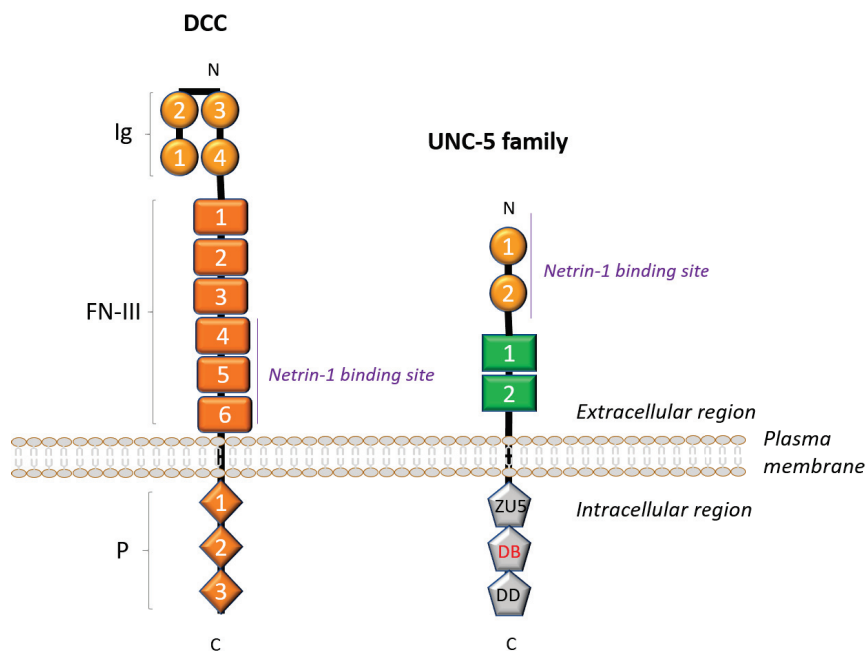 DCC
N
Ig
2
3
1
4
FN-III
1
2
3
4
5
6
Netrin-1 binding site
P
1
2
3
C
UNC-5 family
N
1
2
Netrin-1 binding site
1
2
Extracellular region
Plasma
membrane
Intracellular region
ZU5
DB
DD
C